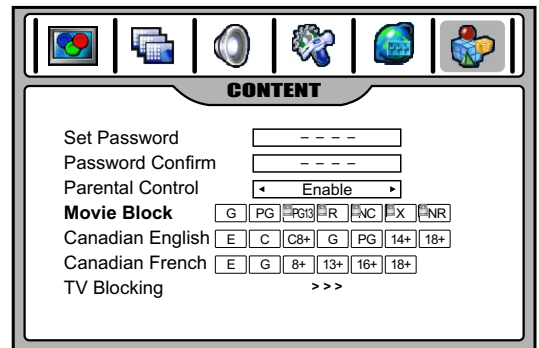 CONTENT
Set Password – – – –
Password Confirm – – – –
Parental Control ◂ Enable ▸
Movie Block G PG PG13 R NC X NR
Canadian English E C C8+ G PG 14+ 18+
Canadian French E G 8+ 13+ 16+ 18+
TV Blocking >>>